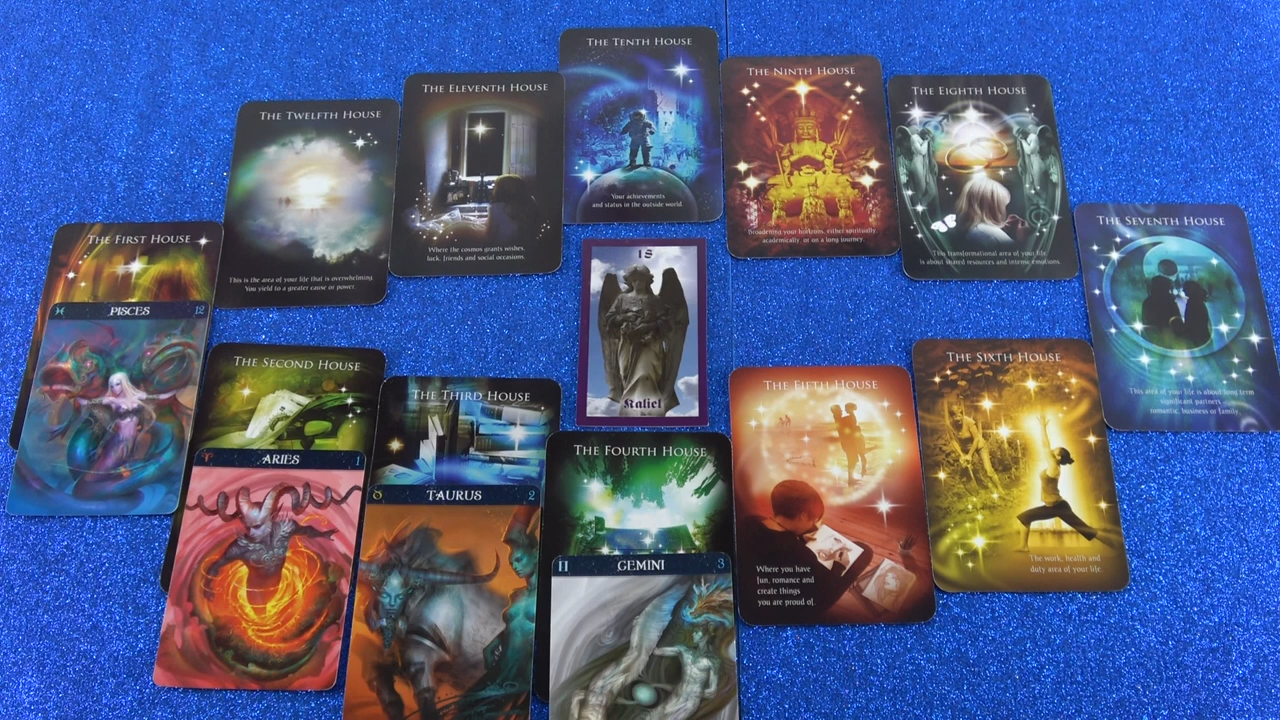 THE TENTH HOUSE
Your achievements
and status in the outside world.
THE NINTH HOUSE
Broadening your horizons, either spiritually,
academically, or on a long journey.
THE EIGHTH HOUSE
This transformational area of your life
is about shared resources and intense emotions.
THE ELEVENTH HOUSE
Where the cosmos grants wishes,
luck, friends and social occasions.
THE TWELFTH HOUSE
This is the area of your life that is overwhelming.
You yield to a greater cause or power.
THE SEVENTH HOUSE
This area of your life is about long term
significant partners
romantic, business or family.
THE FIRST HOUSE
♓ PISCES 12
18
Kaliel
THE SECOND HOUSE
♈ ARIES 1
THE THIRD HOUSE
♉ TAURUS 2
THE FOURTH HOUSE
♊ GEMINI 3
THE FIFTH HOUSE
Where you have
fun, romance and
create things
you are proud of.
THE SIXTH HOUSE
The work, health and
duty area of your life.